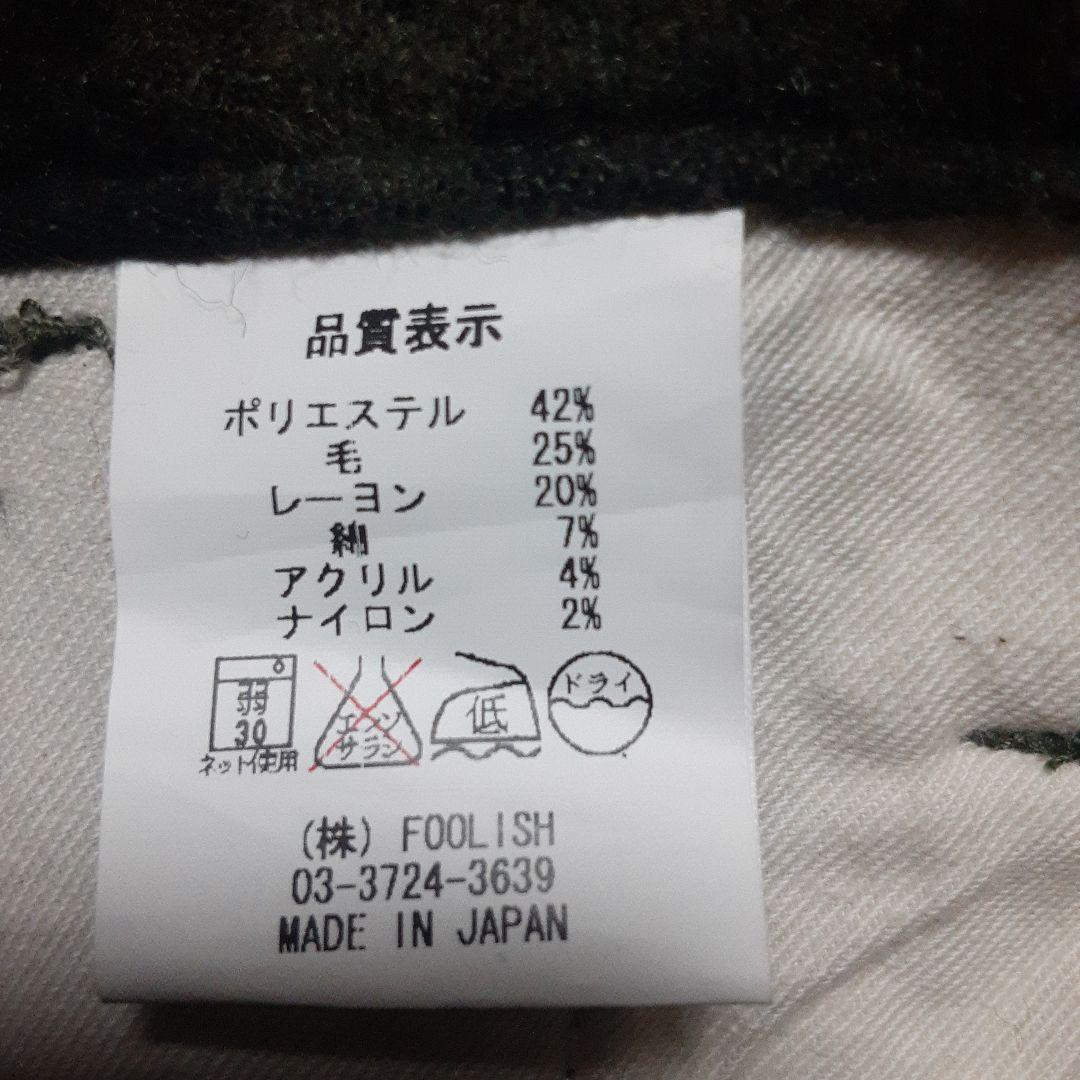 品質表示
ポリエステル 42%
毛 25%
レーヨン 20%
綿 7%
アクリル 4%
ナイロン 2%
弱
30
ネット使用
エンソ
サラシ
低
ドライ
(株) FOOLISH
03-3724-3639
MADE IN JAPAN